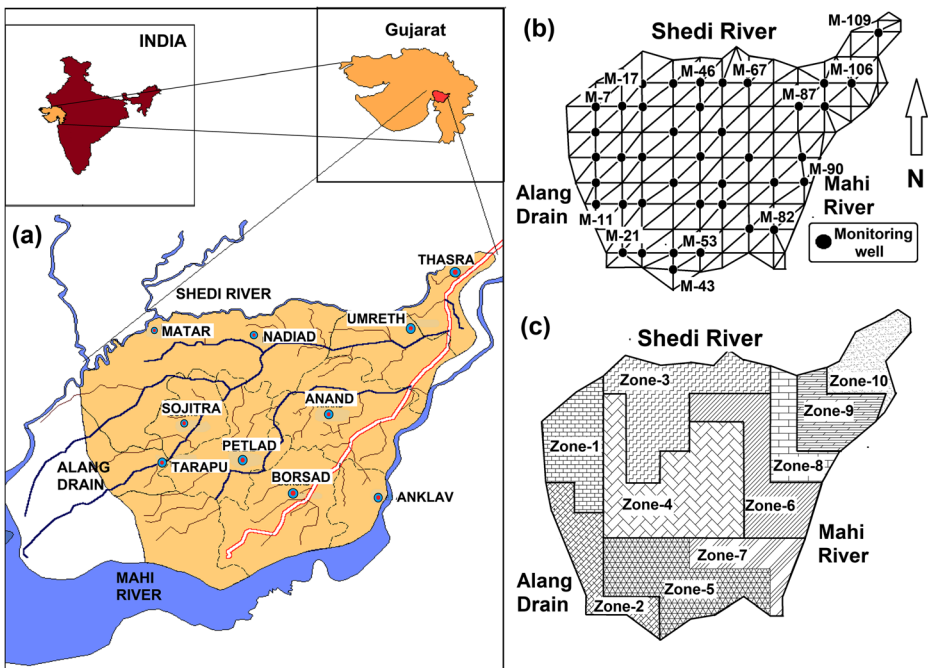 INDIA
Gujarat
(a)
THASRA
SHEDI RIVER
UMRETH
MATAR
NADIAD
SOJITRA
ANAND
PETLAD
ALANG
DRAIN
TARAPU
BORSAD
ANKLAV
MAHI
RIVER
(b)
Shedi River
M-109
M-17
M-46
M-67
M-106
M-7
M-87
M-90
Alang
Drain
Mahi
River
N
M-11
M-82
M-21
M-53
M-43
Monitoring
well
(c)
Shedi River
Zone-3
Zone-10
Zone-9
Zone-1
Zone-8
Zone-4
Zone-6
Mahi
River
Zone-7
Alang
Drain
Zone-5
Zone-2